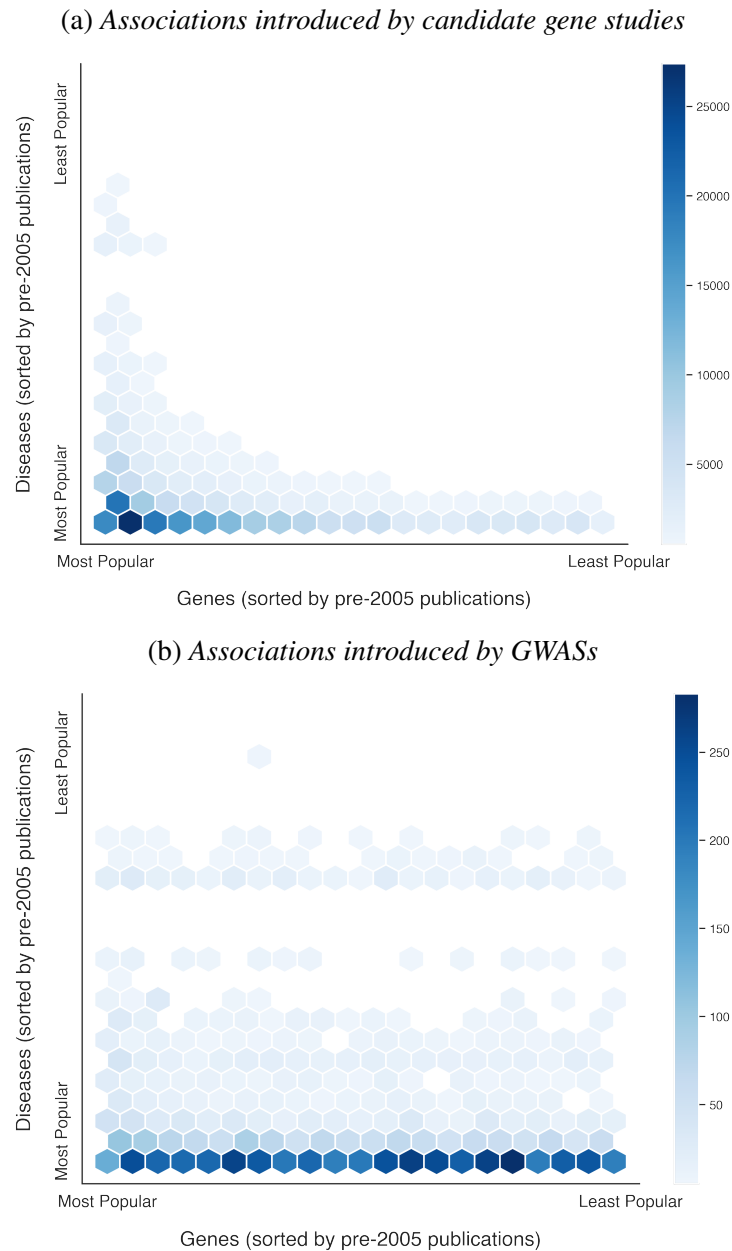 (a) Associations introduced by candidate gene studies
Least Popular
Diseases (sorted by pre-2005 publications)
Most Popular
25000
20000
15000
10000
5000
Most Popular
Least Popular
Genes (sorted by pre-2005 publications)
(b) Associations introduced by GWASs
Least Popular
Diseases (sorted by pre-2005 publications)
Most Popular
250
200
150
100
50
Most Popular
Least Popular
Genes (sorted by pre-2005 publications)